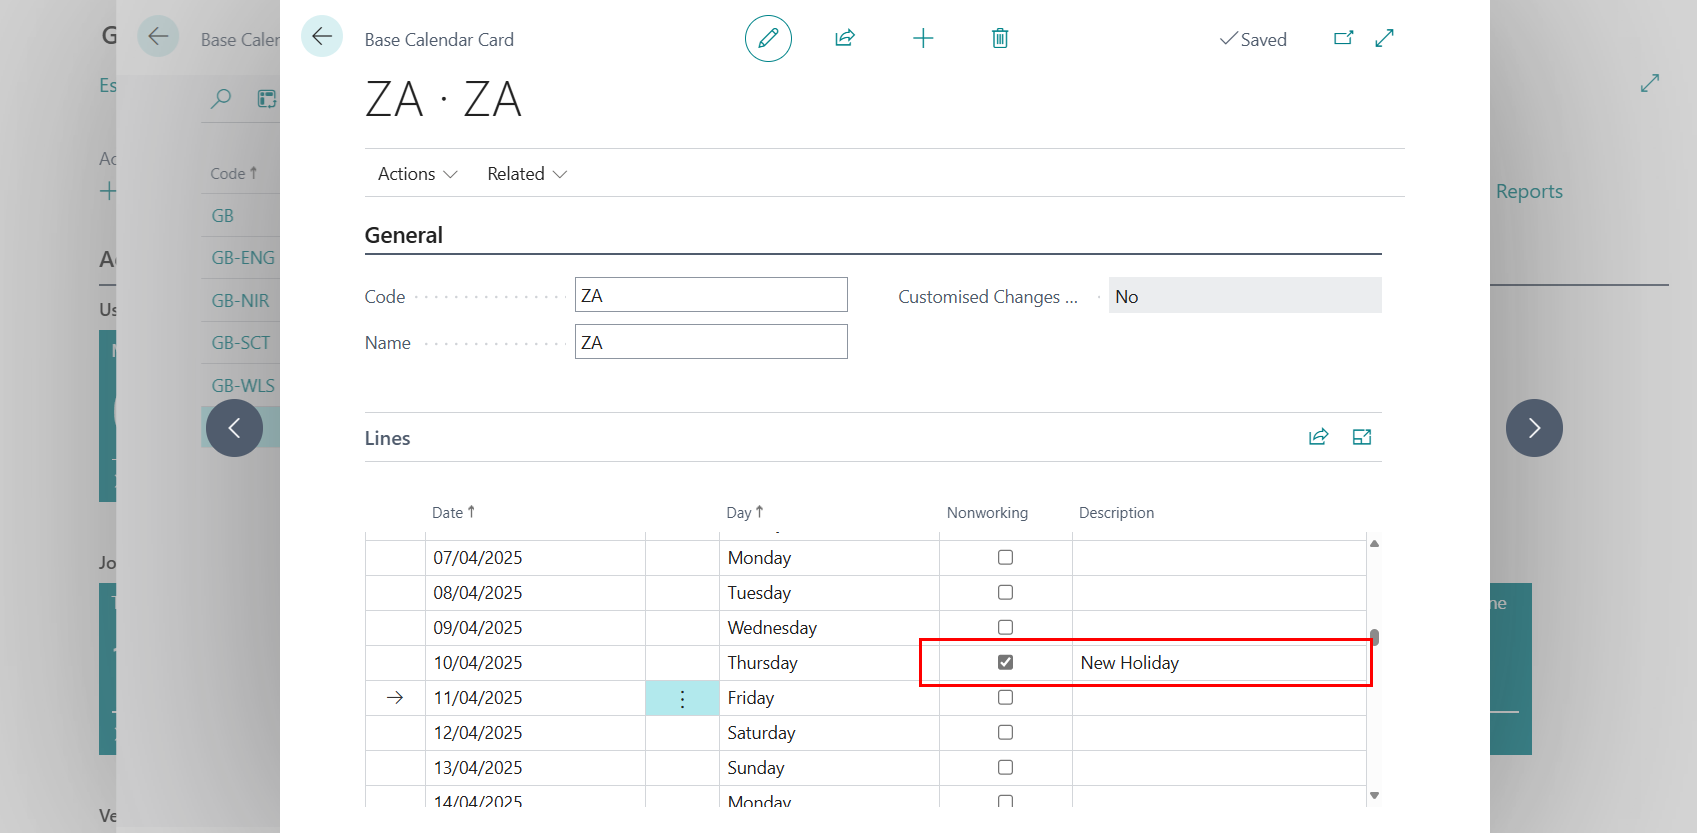 Base Calendar Card
Saved
ZA · ZA
Actions
Related
Reports
General
Code
ZA
Customised Changes ...
No
Name
ZA
Lines
Date
Day
Nonworking
Description
07/04/2025 Monday
08/04/2025 Tuesday
09/04/2025 Wednesday
10/04/2025 Thursday New Holiday
11/04/2025 Friday
12/04/2025 Saturday
13/04/2025 Sunday
14/04/2025 Monday
Base Caler
Code
GB
GB-ENG
GB-NIR
GB-SCT
GB-WLS
Es
Us
Jo
Ve
ne